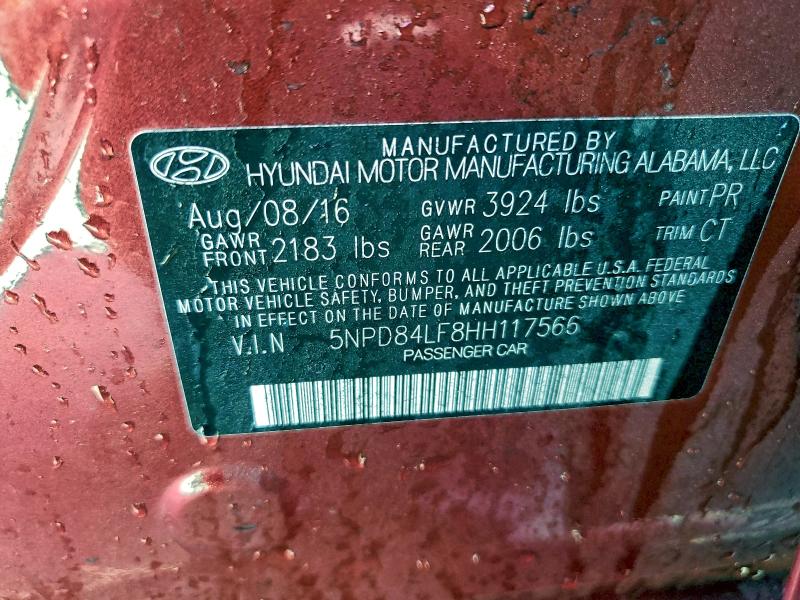 MANUFACTURED BY
HYUNDAI MOTOR MANUFACTURING ALABAMA, LLC
Aug/08/16 GVWR 3924 lbs PAINT PR
GAWR FRONT 2183 lbs GAWR REAR 2006 lbs TRIM CT
THIS VEHICLE CONFORMS TO ALL APPLICABLE U.S.A. FEDERAL
MOTOR VEHICLE SAFETY, BUMPER, AND THEFT PREVENTION STANDARDS
IN EFFECT ON THE DATE OF MANUFACTURE SHOWN ABOVE
V.I.N 5NPD84LF8HH117566
PASSENGER CAR